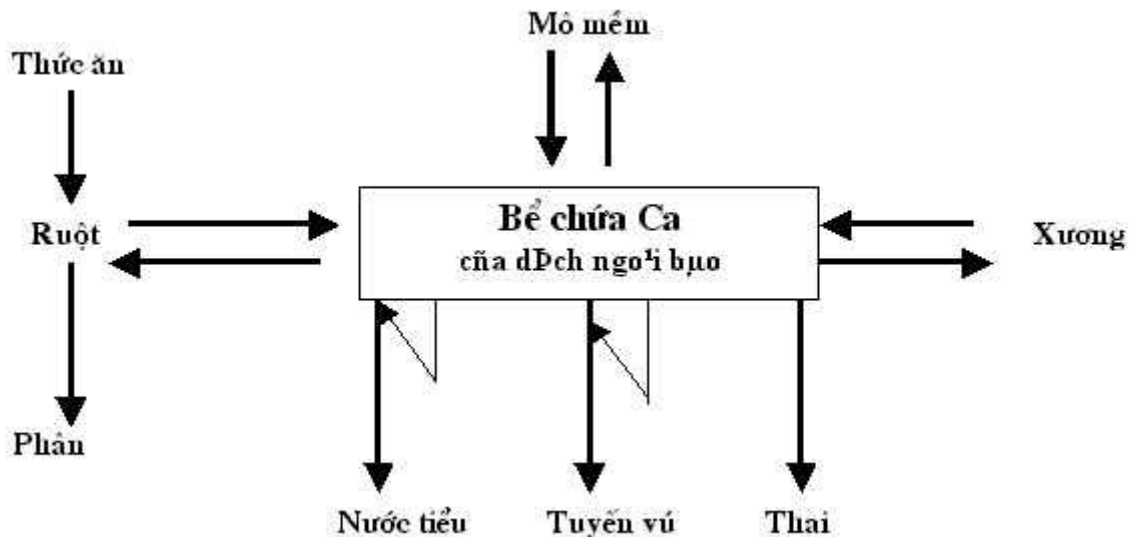 Mô mềm
Thức ăn
Bể chứa Ca
cña dÞch ngo¹i bµo
Ruột
Xương
Phân
Nước tiểu
Tuyến vú
Thai